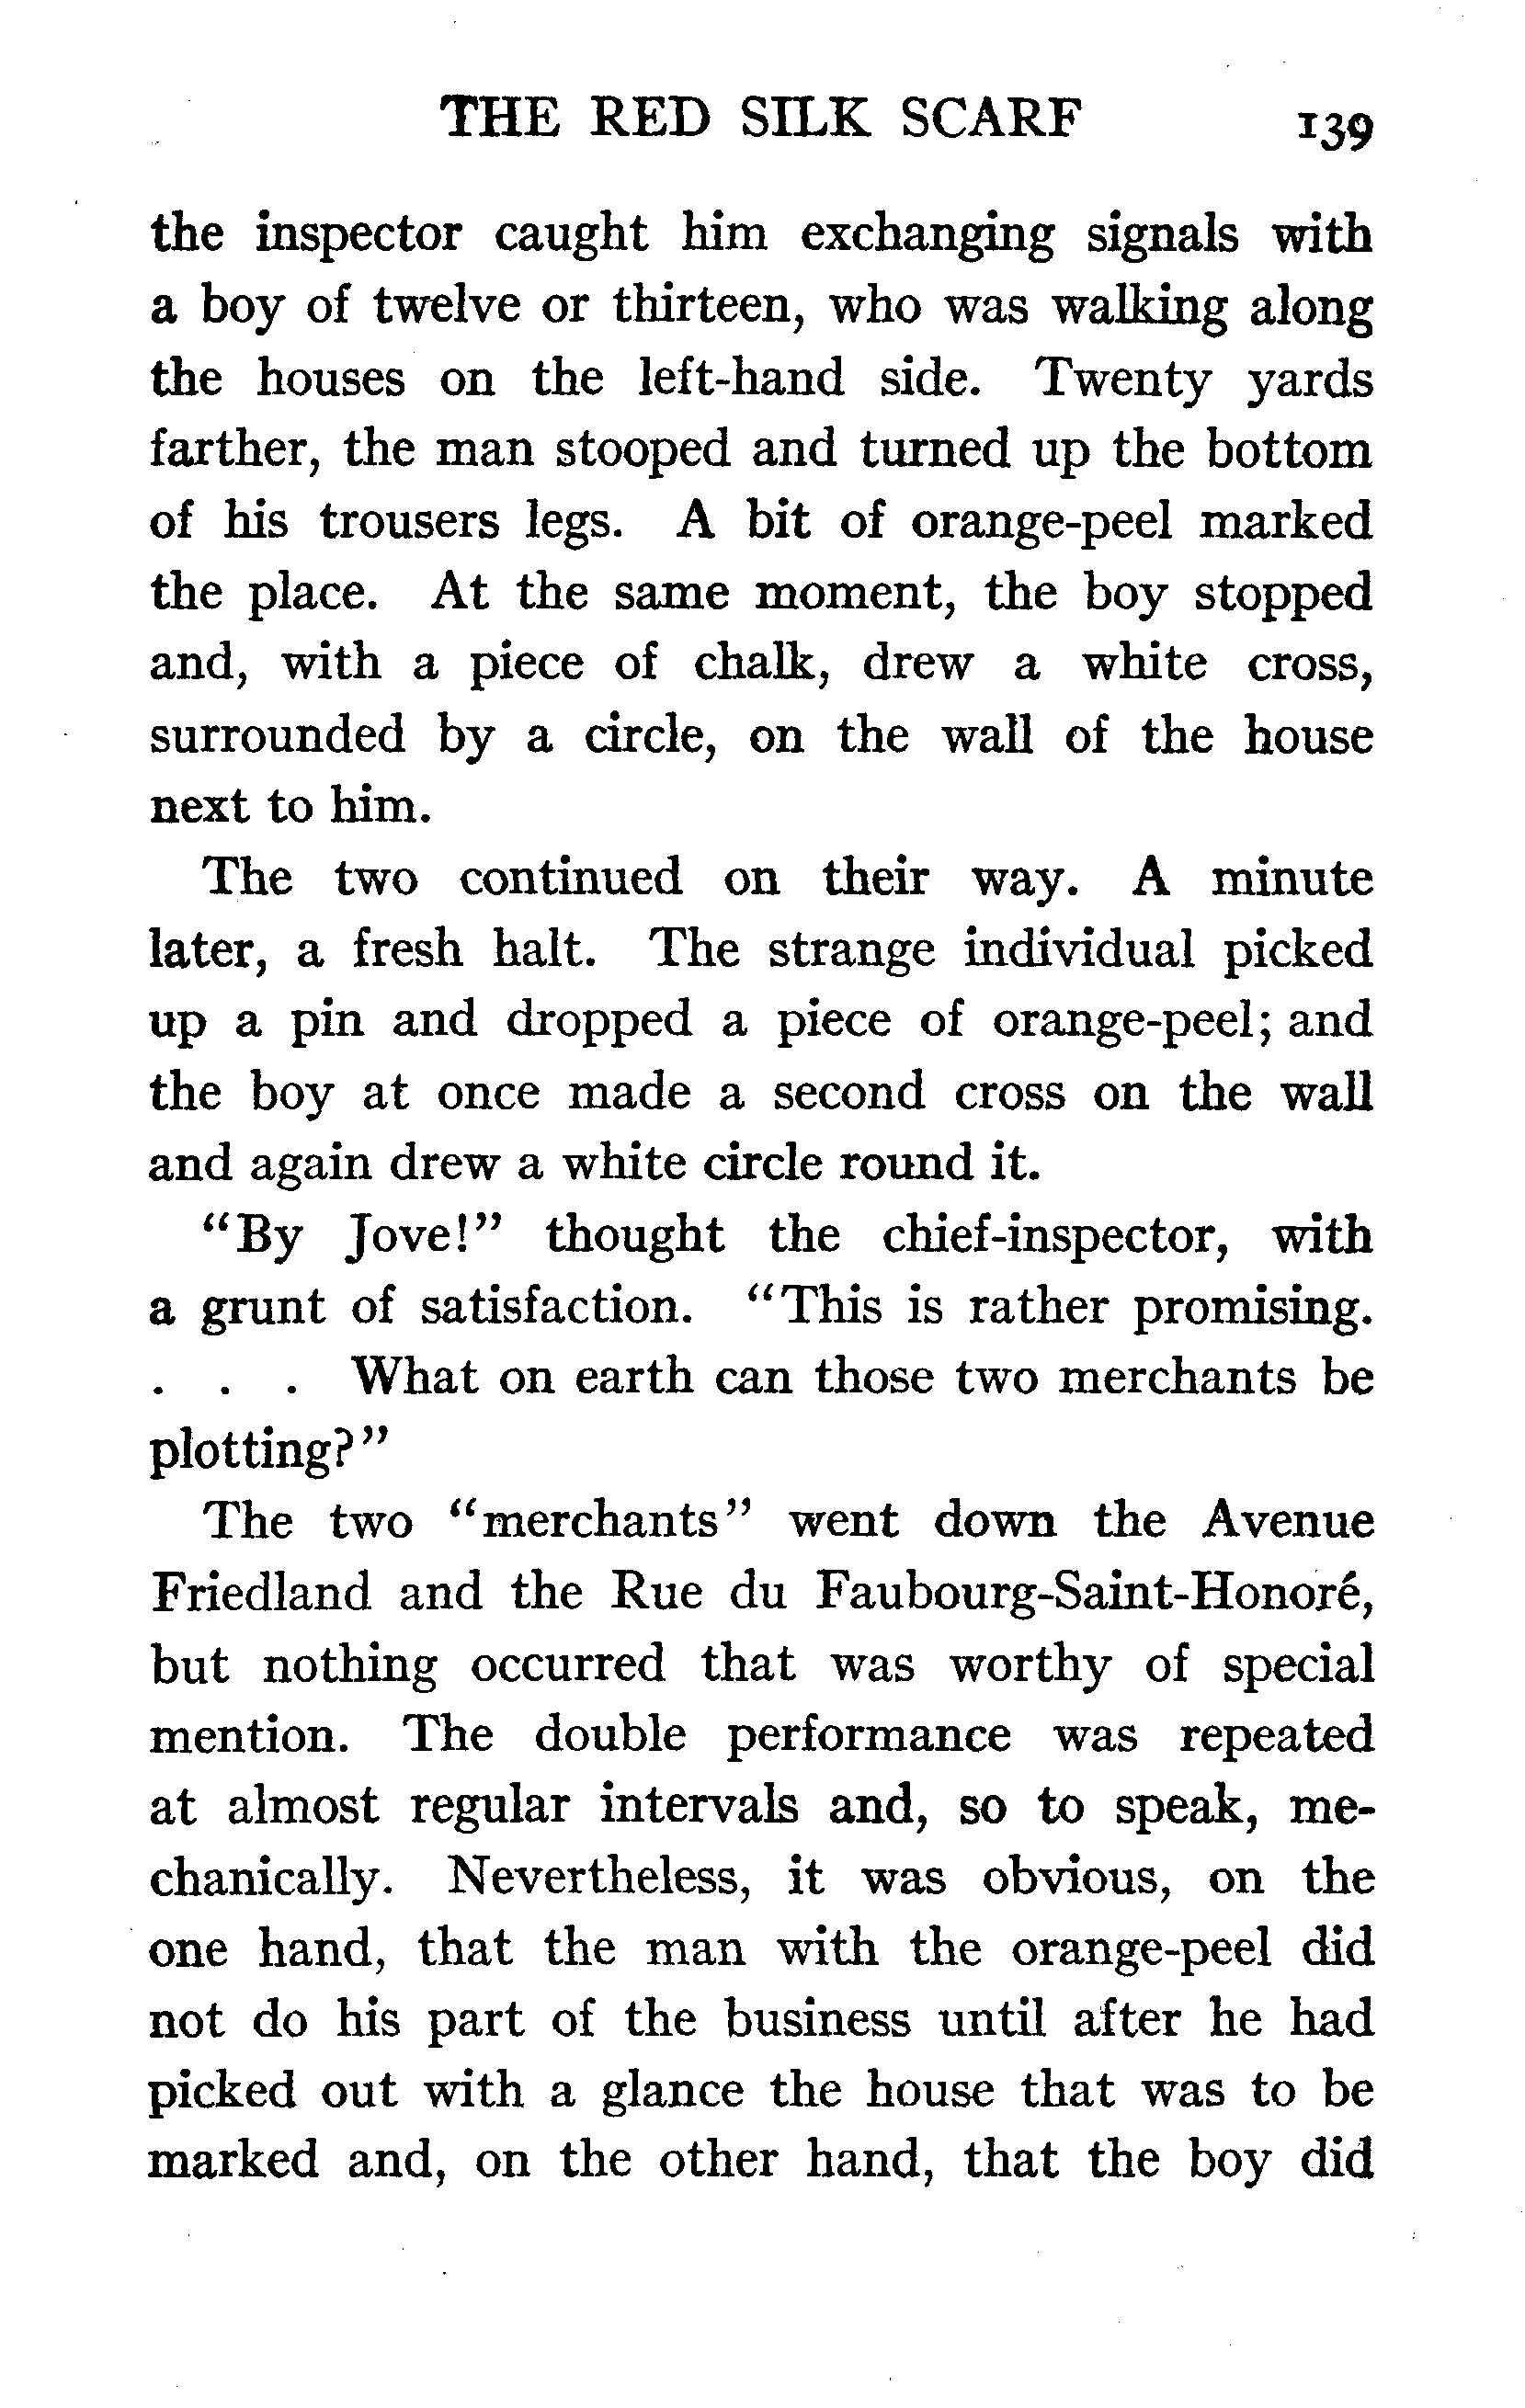 THE RED SILK SCARF 139
the inspector caught him exchanging signals with
a boy of twelve or thirteen, who was walking along
the houses on the left-hand side. Twenty yards
farther, the man stooped and turned up the bottom
of his trousers legs. A bit of orange-peel marked
the place. At the same moment, the boy stopped
and, with a piece of chalk, drew a white cross,
surrounded by a circle, on the wall of the house
next to him.
The two continued on their way. A minute
later, a fresh halt. The strange individual picked
up a pin and dropped a piece of orange-peel; and
the boy at once made a second cross on the wall
and again drew a white circle round it.
"By Jove!" thought the chief-inspector, with
a grunt of satisfaction. "This is rather promising.
. . . What on earth can those two merchants be
plotting?"
The two "merchants" went down the Avenue
Friedland and the Rue du Faubourg-Saint-Honoré,
but nothing occurred that was worthy of special
mention. The double performance was repeated
at almost regular intervals and, so to speak, me-
chanically. Nevertheless, it was obvious, on the
one hand, that the man with the orange-peel did
not do his part of the business until after he had
picked out with a glance the house that was to be
marked and, on the other hand, that the boy did